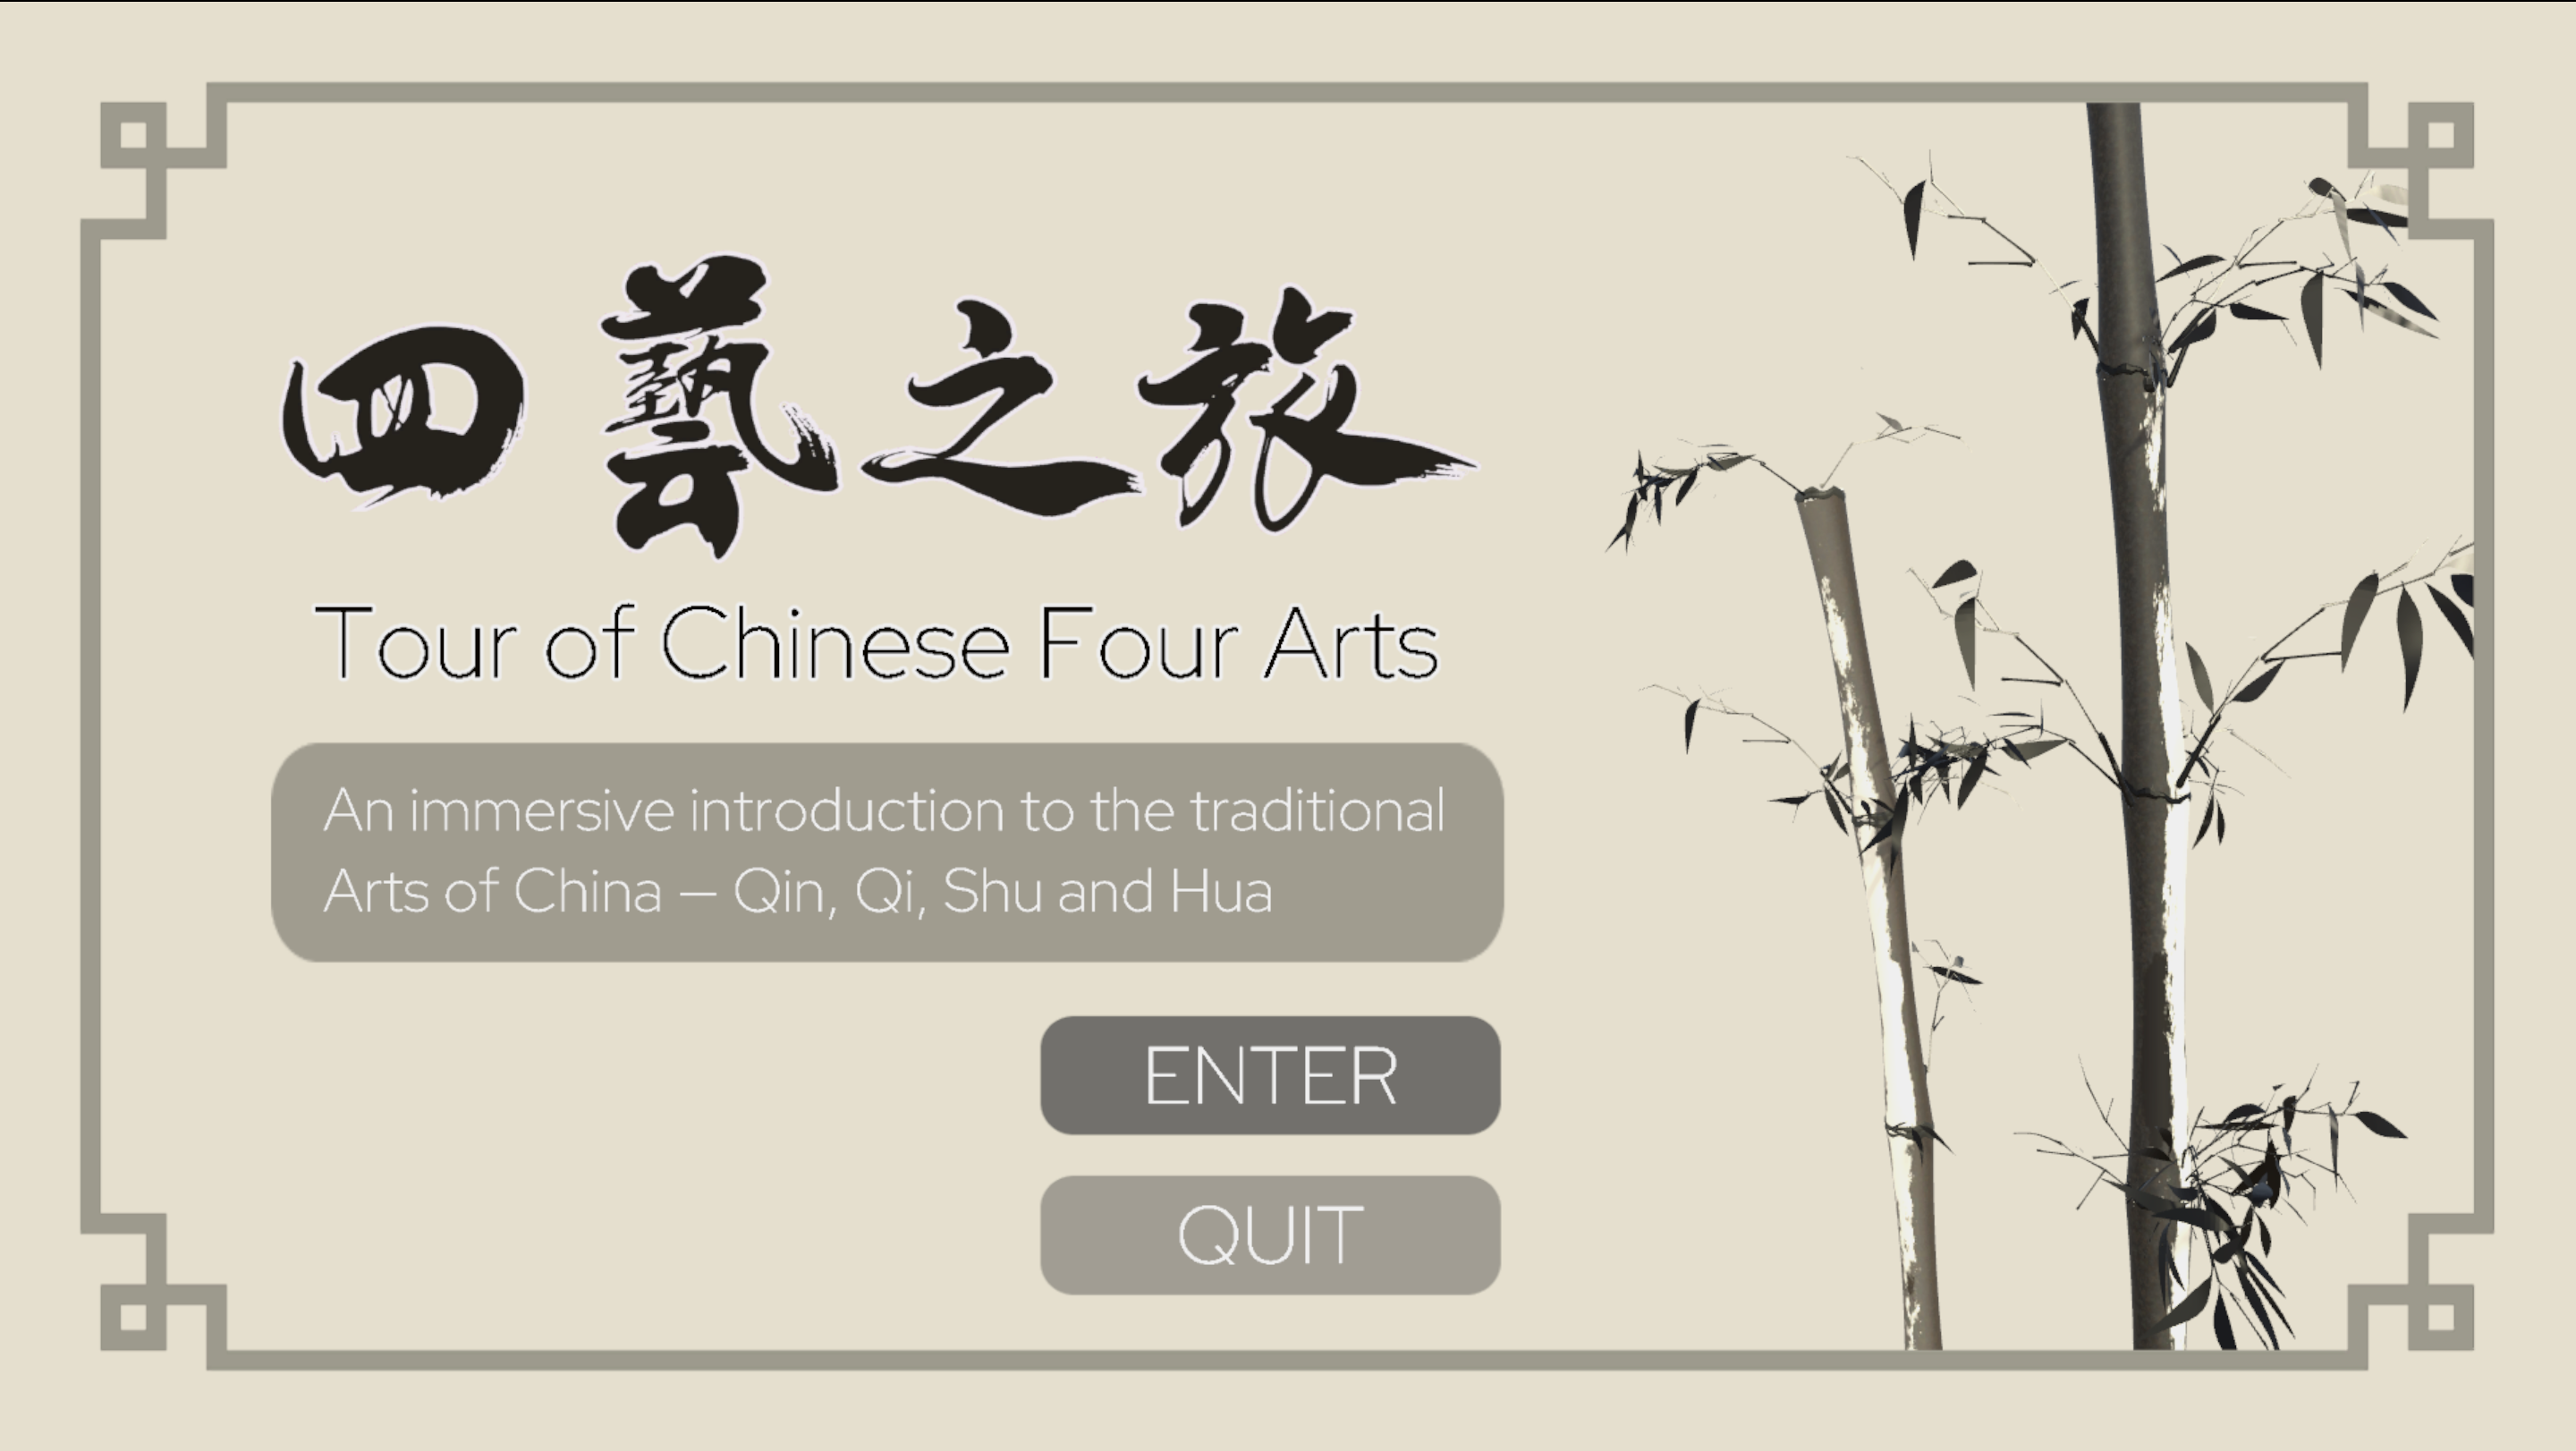 四藝之旅
Tour of Chinese Four Arts
An immersive introduction to the traditional
Arts of China – Qin, Qi, Shu and Hua
ENTER
QUIT